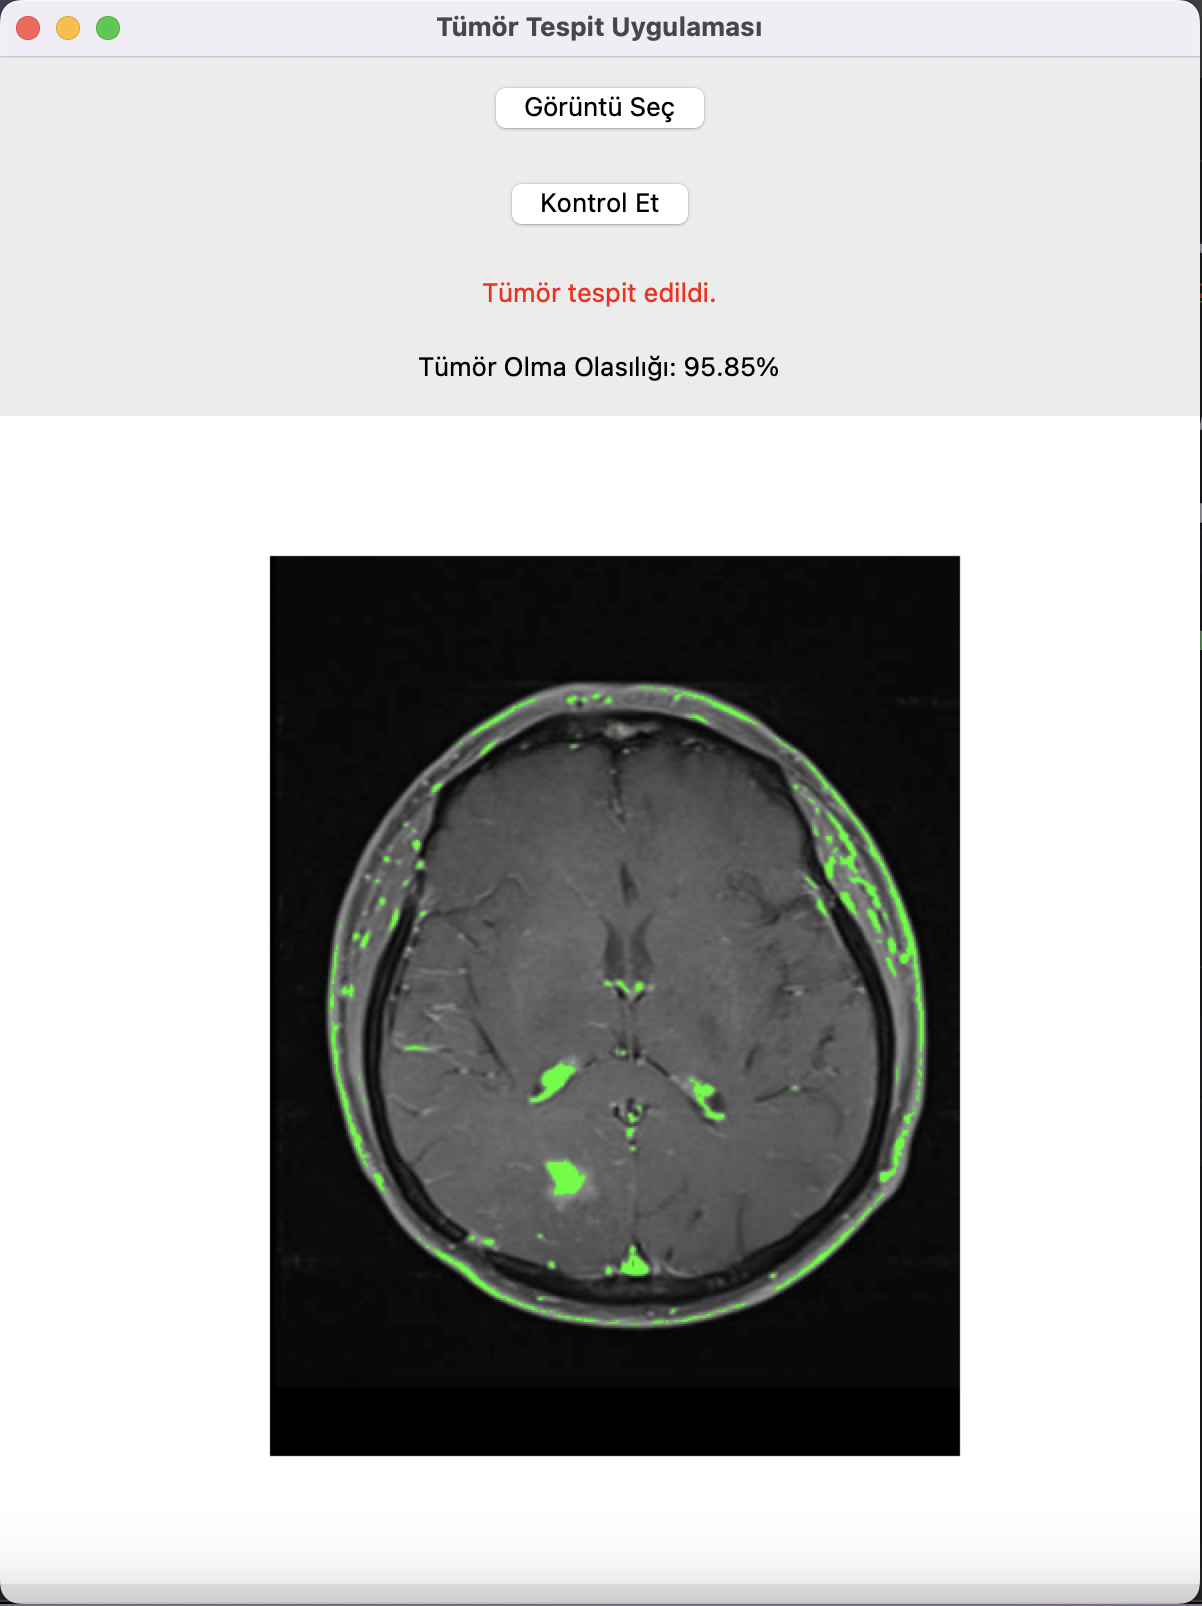 Tümör Tespit Uygulaması
Görüntü Seç
Kontrol Et
Tümör tespit edildi.
Tümör Olma Olasılığı: 95.85%